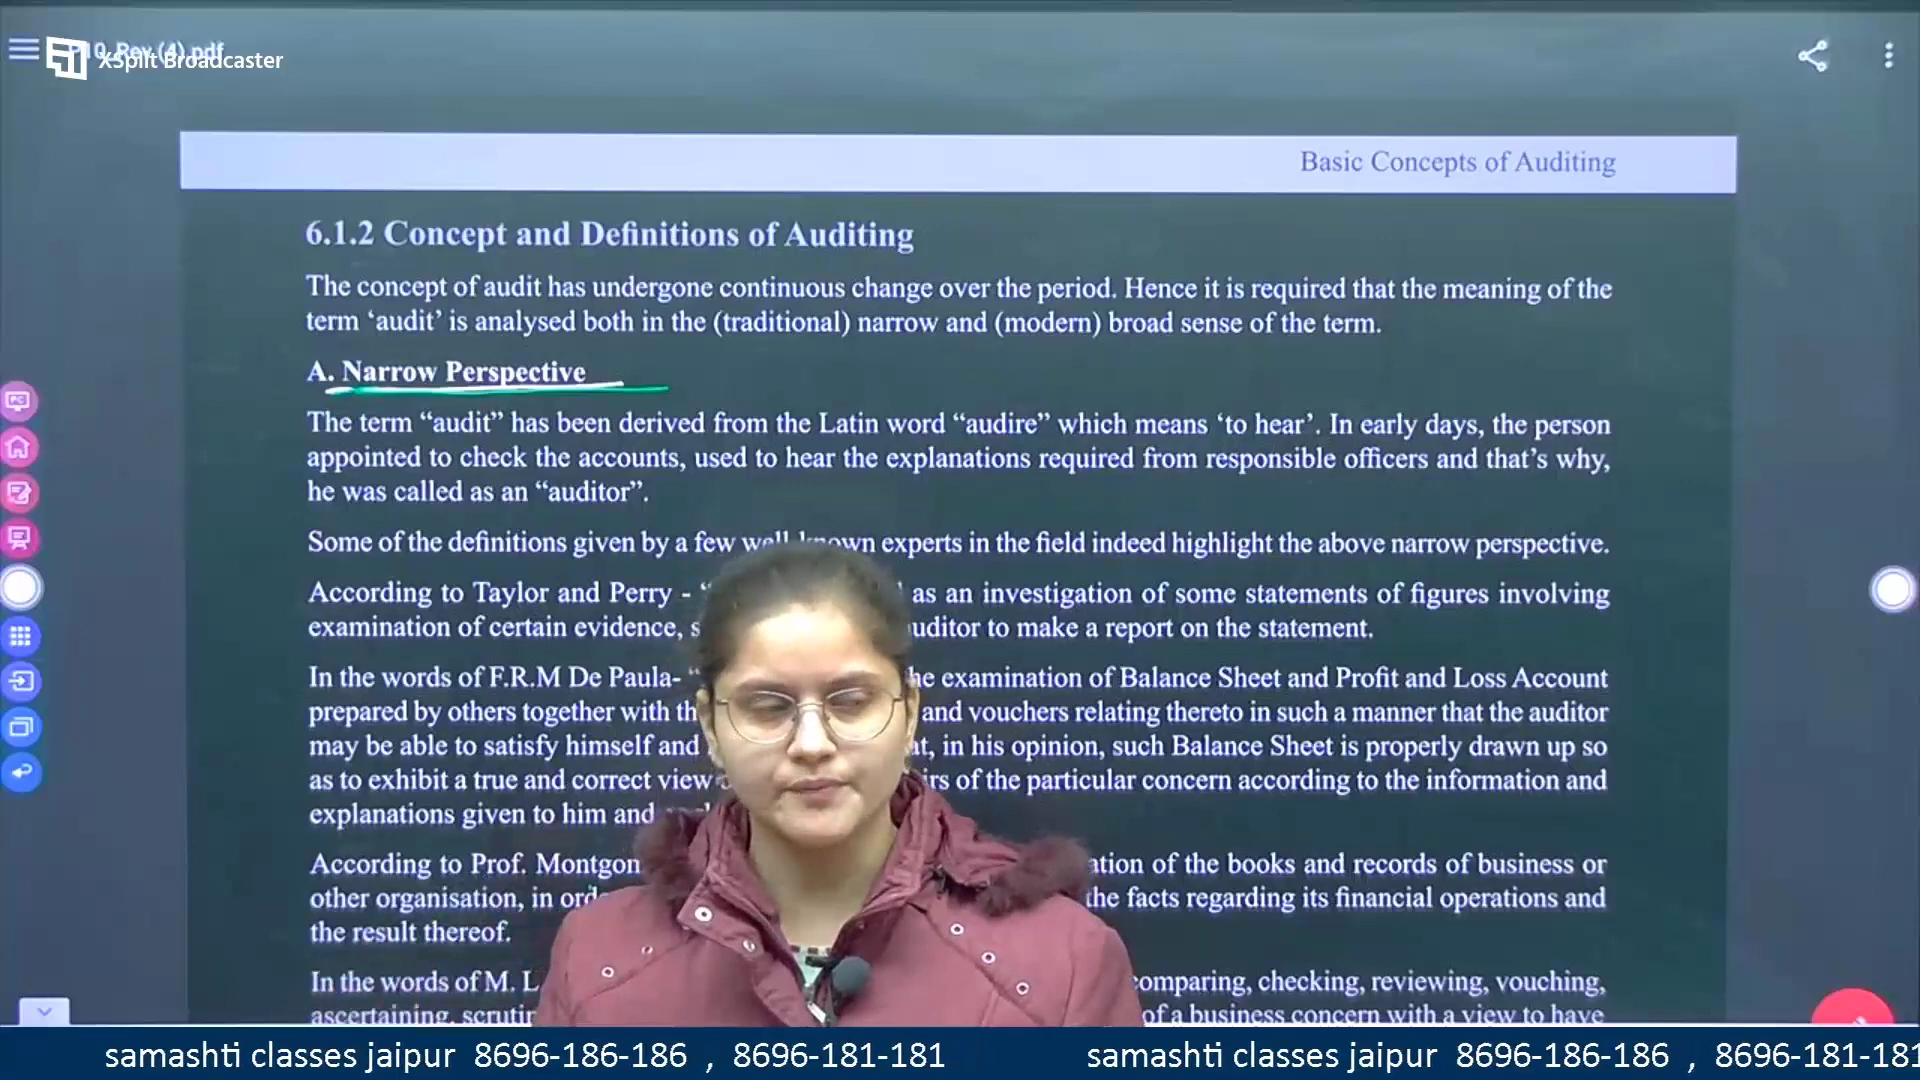 P10_Rev (4).pdf
XSplit Broadcaster
Basic Concepts of Auditing
6.1.2 Concept and Definitions of Auditing
The concept of audit has undergone continuous change over the period. Hence it is required that the meaning of the
term ‘audit’ is analysed both in the (traditional) narrow and (modern) broad sense of the term.
A. Narrow Perspective
The term “audit” has been derived from the Latin word “audire” which means ‘to hear’. In early days, the person
appointed to check the accounts, used to hear the explanations required from responsible officers and that’s why,
he was called as an “auditor”.
Some of the definitions given by a few well-known experts in the field indeed highlight the above narrow perspective.
According to Taylor and Perry - “ as an investigation of some statements of figures involving
examination of certain evidence, auditor to make a report on the statement.
In the words of F.R.M De Paula- “ the examination of Balance Sheet and Profit and Loss Account
prepared by others together with and vouchers relating thereto in such a manner that the auditor
may be able to satisfy himself and in his opinion, such Balance Sheet is properly drawn up so
as to exhibit a true and correct view of the particular concern according to the information and
explanations given to him and
According to Prof. of the books and records of business or
other organisation, in the facts regarding its financial operations and
the result thereof.
In the words of M. L comparing, checking, reviewing, vouching,
ascertaining, of a business concern with a view to have
samashti classes jaipur 8696-186-186 , 8696-181-181 samashti classes jaipur 8696-186-186 , 8696-181-181